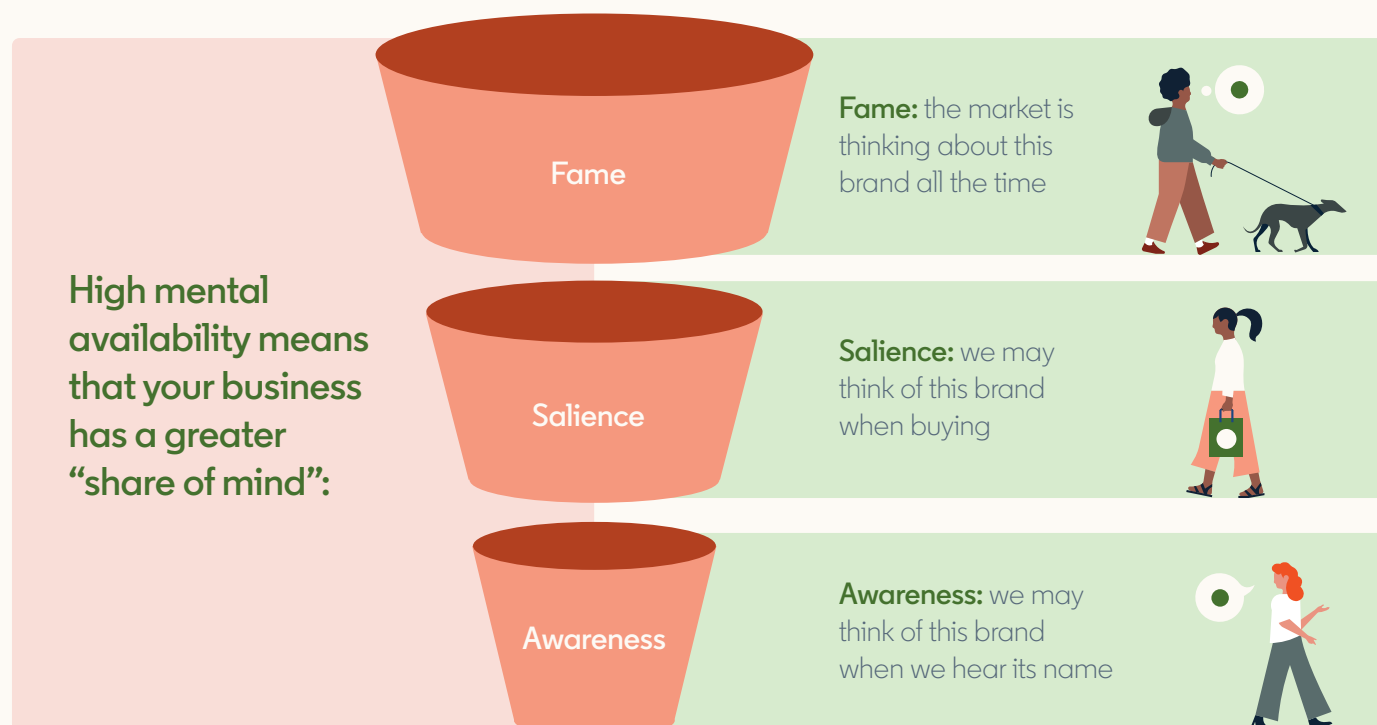 High mental
availability means
that your business
has a greater
“share of mind”:
Fame
Fame: the market is
thinking about this
brand all the time
Salience
Salience: we may
think of this brand
when buying
Awareness
Awareness: we may
think of this brand
when we hear its name